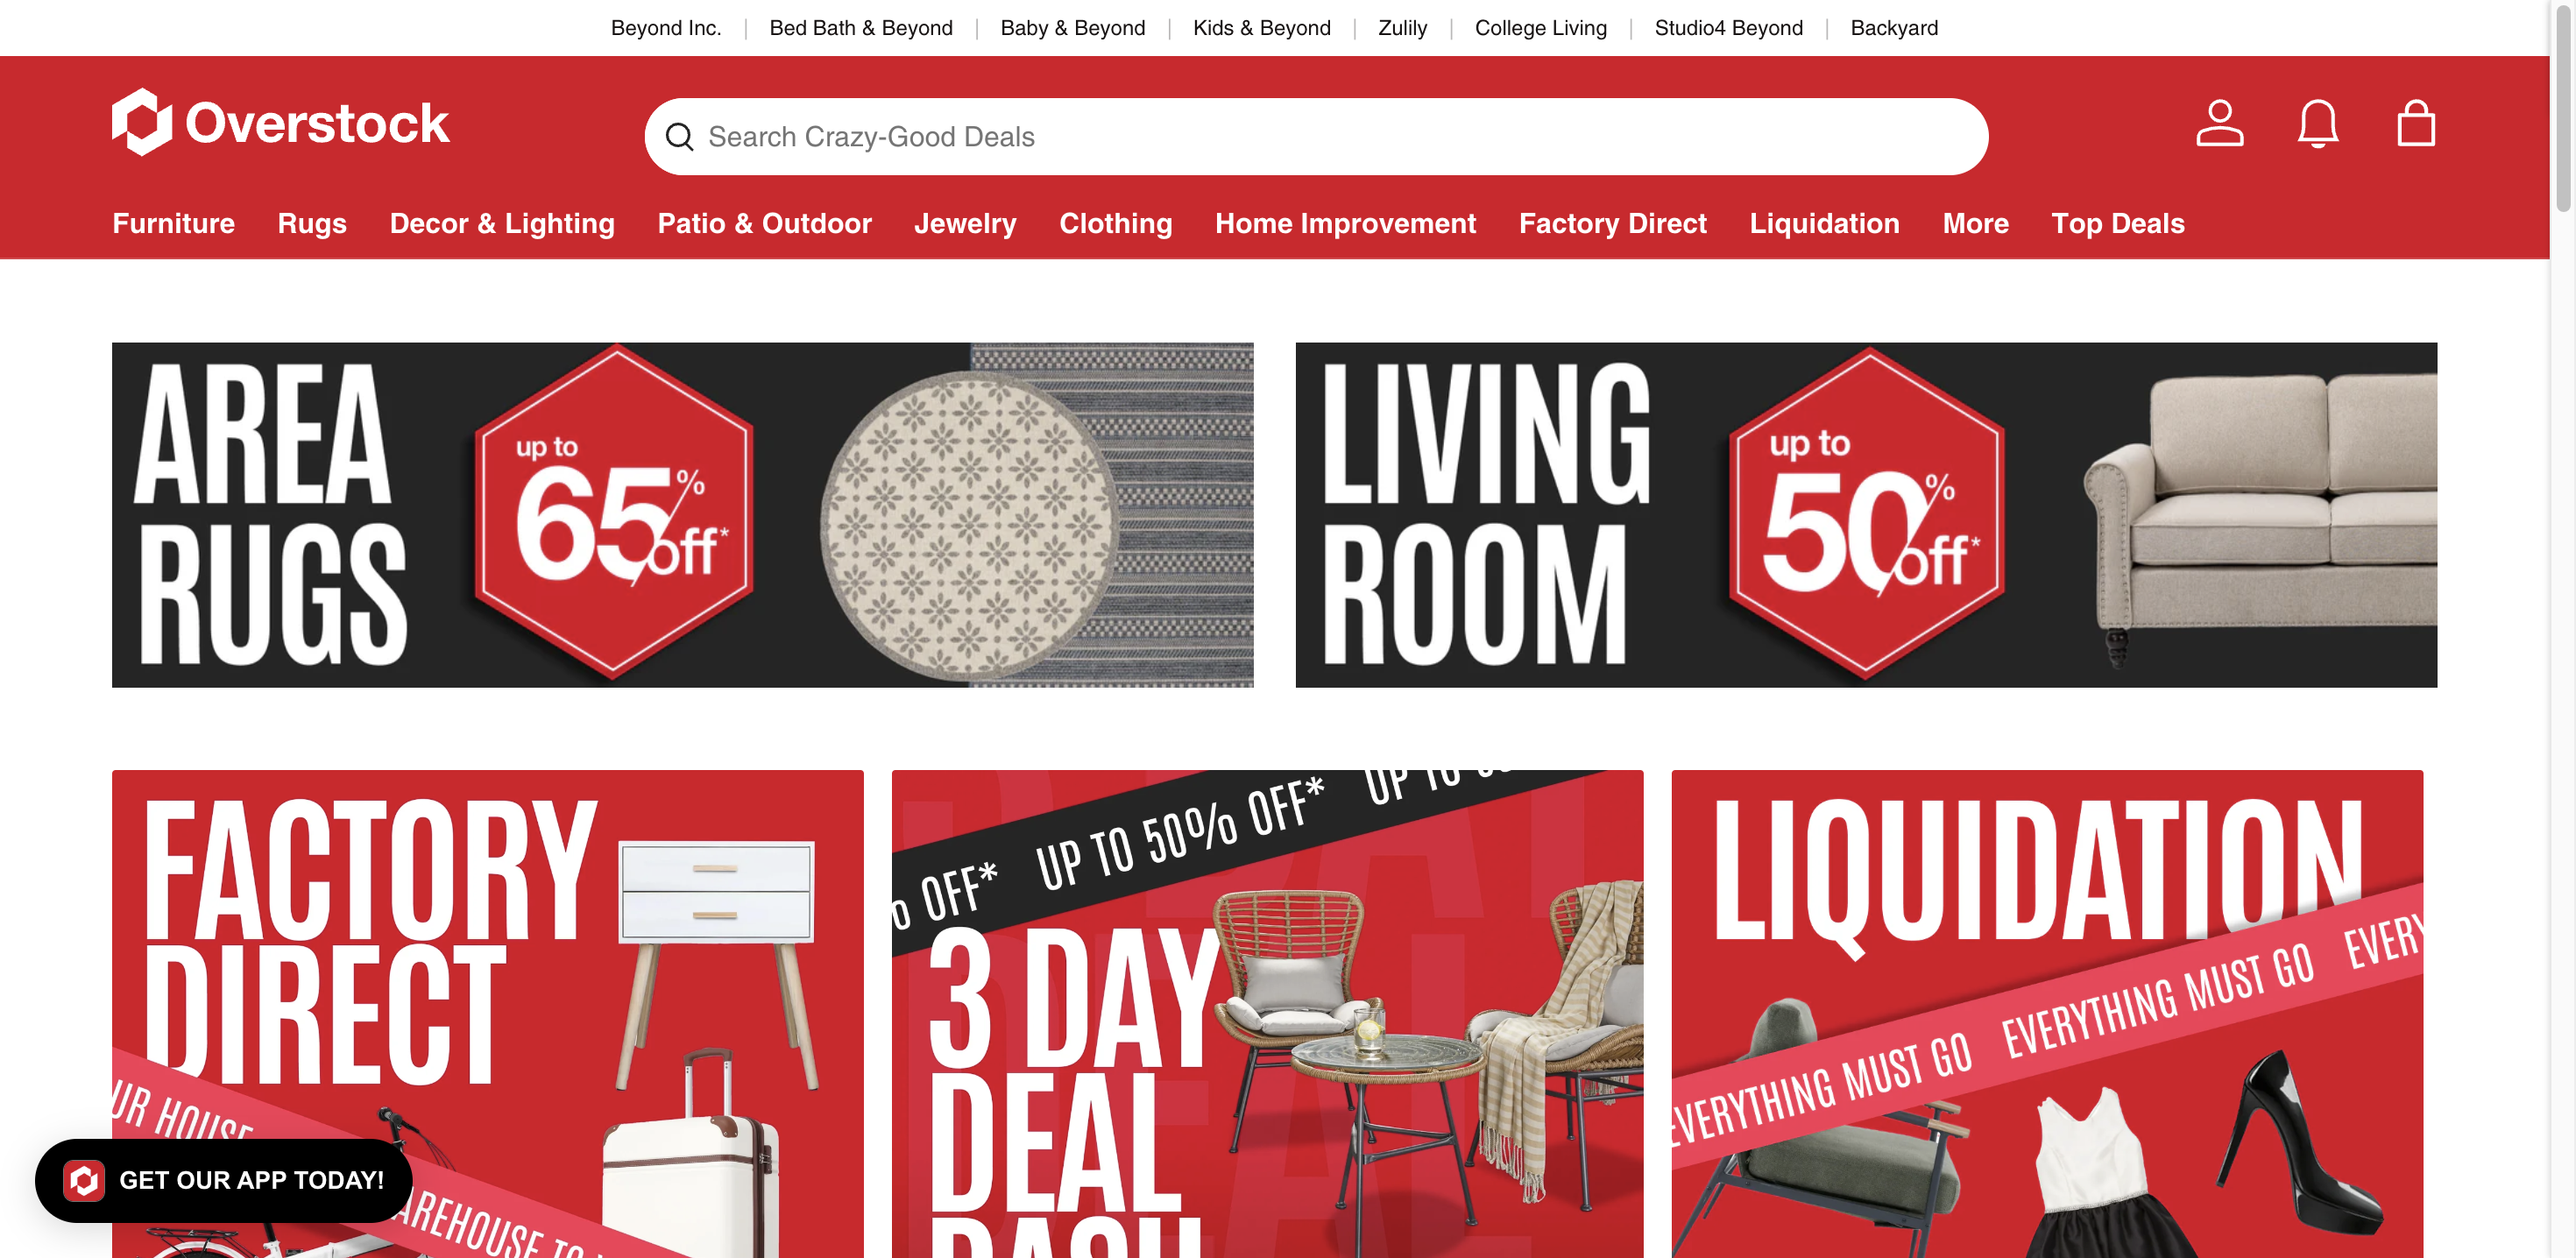 Beyond Inc. | Bed Bath & Beyond | Baby & Beyond | Kids & Beyond | Zulily | College Living | Studio4 Beyond | Backyard
Overstock
Search Crazy-Good Deals
Furniture Rugs Decor & Lighting Patio & Outdoor Jewelry Clothing Home Improvement Factory Direct Liquidation More Top Deals
AREA
RUGS
up to
65%
off*
LIVING
ROOM
up to
50%
off*
FACTORY
DIRECT
UR HOUSE
AREHOUSE TO
% OFF* UP TO 50% OFF* UP TO
3 DAY
DEAL
DASH
LIQUIDATION
EVERYTHING MUST GO EVERYTHING MUST GO EVERY
GET OUR APP TODAY!